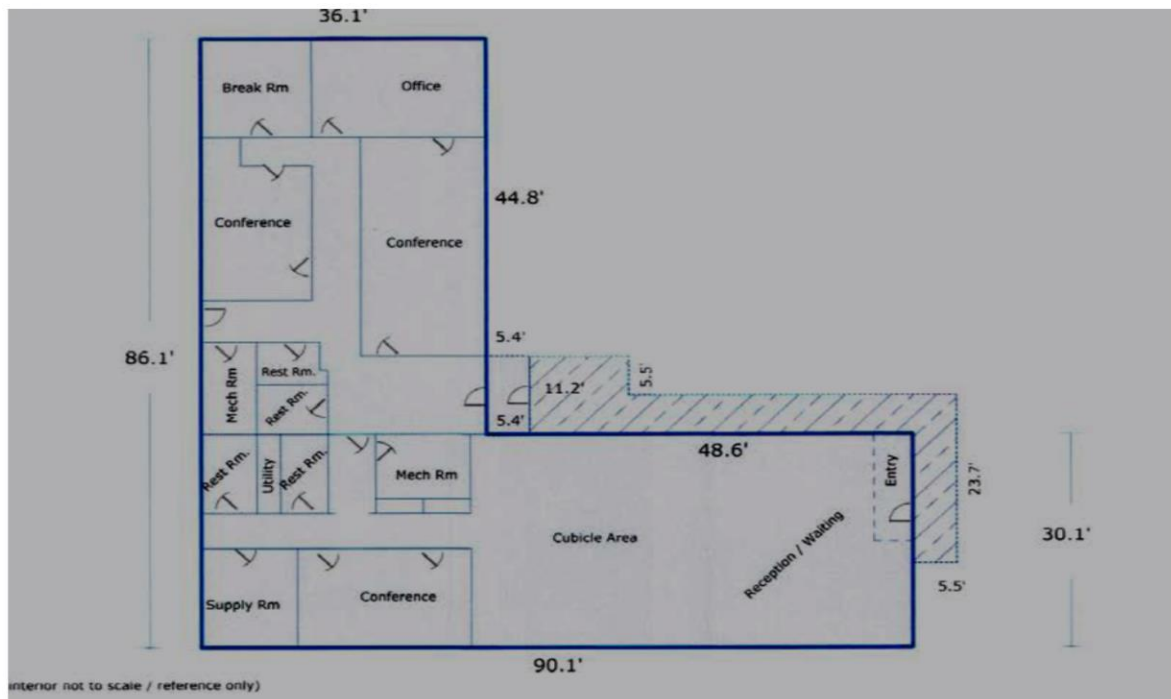 36.1'
Break Rm
Office
44.8'
Conference
Conference
5.4'
86.1'
Mech Rm
Rest Rm.
11.2'
5.5'
Rest Rm.
5.4'
48.6'
Rest Rm.
Utility
Rest Rm.
Mech Rm
Entry
23.7'
Cubicle Area
Reception / Waiting
30.1'
5.5'
Supply Rm
Conference
90.1'
interior not to scale / reference only)